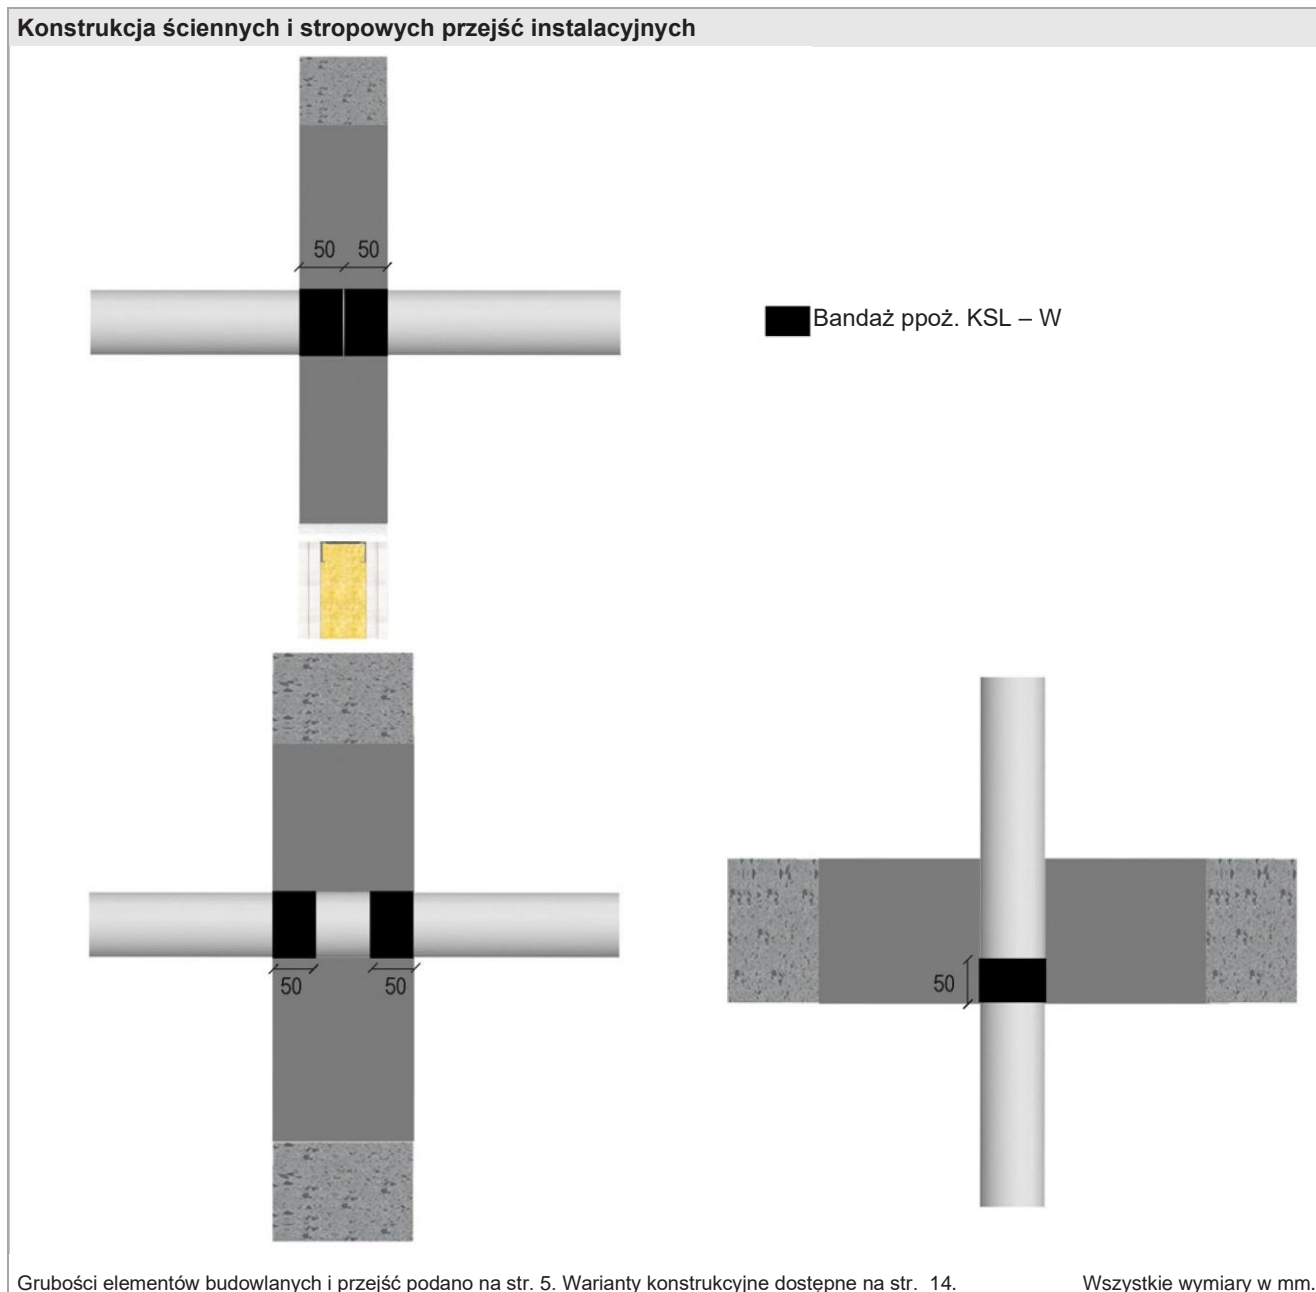 Konstrukcja ściennych i stropowych przejść instalacyjnych
50 50
Bandaż ppoż. KSL – W
50 50
50
Grubości elementów budowlanych i przejść podano na str. 5. Warianty konstrukcyjne dostępne na str. 14. Wszystkie wymiary w mm.